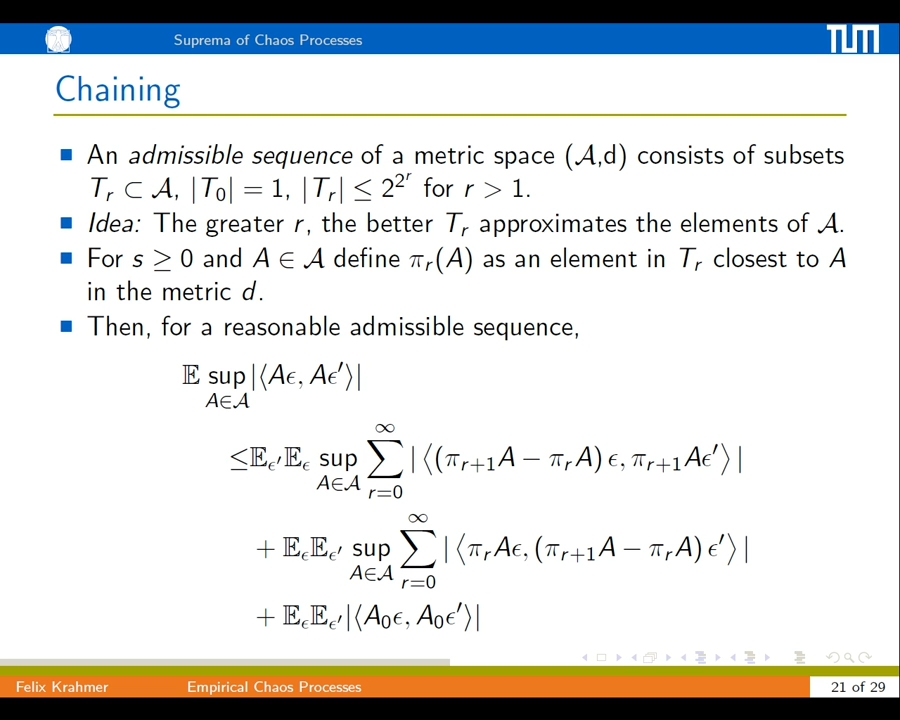 Suprema of Chaos Processes
TUM
Chaining
An admissible sequence of a metric space (𝒜,d) consists of subsets
T_r ⊂ 𝒜, |T_0| = 1, |T_r| ≤ 2^{2^r} for r > 1.
Idea: The greater r, the better T_r approximates the elements of 𝒜.
For s ≥ 0 and A ∈ 𝒜 define π_r(A) as an element in T_r closest to A
in the metric d.
Then, for a reasonable admissible sequence,
𝔼 sup_{A∈𝒜} |⟨Aϵ, Aϵ′⟩|
≤ 𝔼_{ϵ′}𝔼_ϵ sup_{A∈𝒜} ∑_{r=0}^{∞} | ⟨(π_{r+1}A − π_rA) ϵ, π_{r+1}Aϵ′⟩ |
+ 𝔼_ϵ𝔼_{ϵ′} sup_{A∈𝒜} ∑_{r=0}^{∞} | ⟨π_rAϵ, (π_{r+1}A − π_rA) ϵ′⟩ |
+ 𝔼_ϵ𝔼_{ϵ′}|⟨A_0ϵ, A_0ϵ′⟩|
Felix Krahmer Empirical Chaos Processes 21 of 29